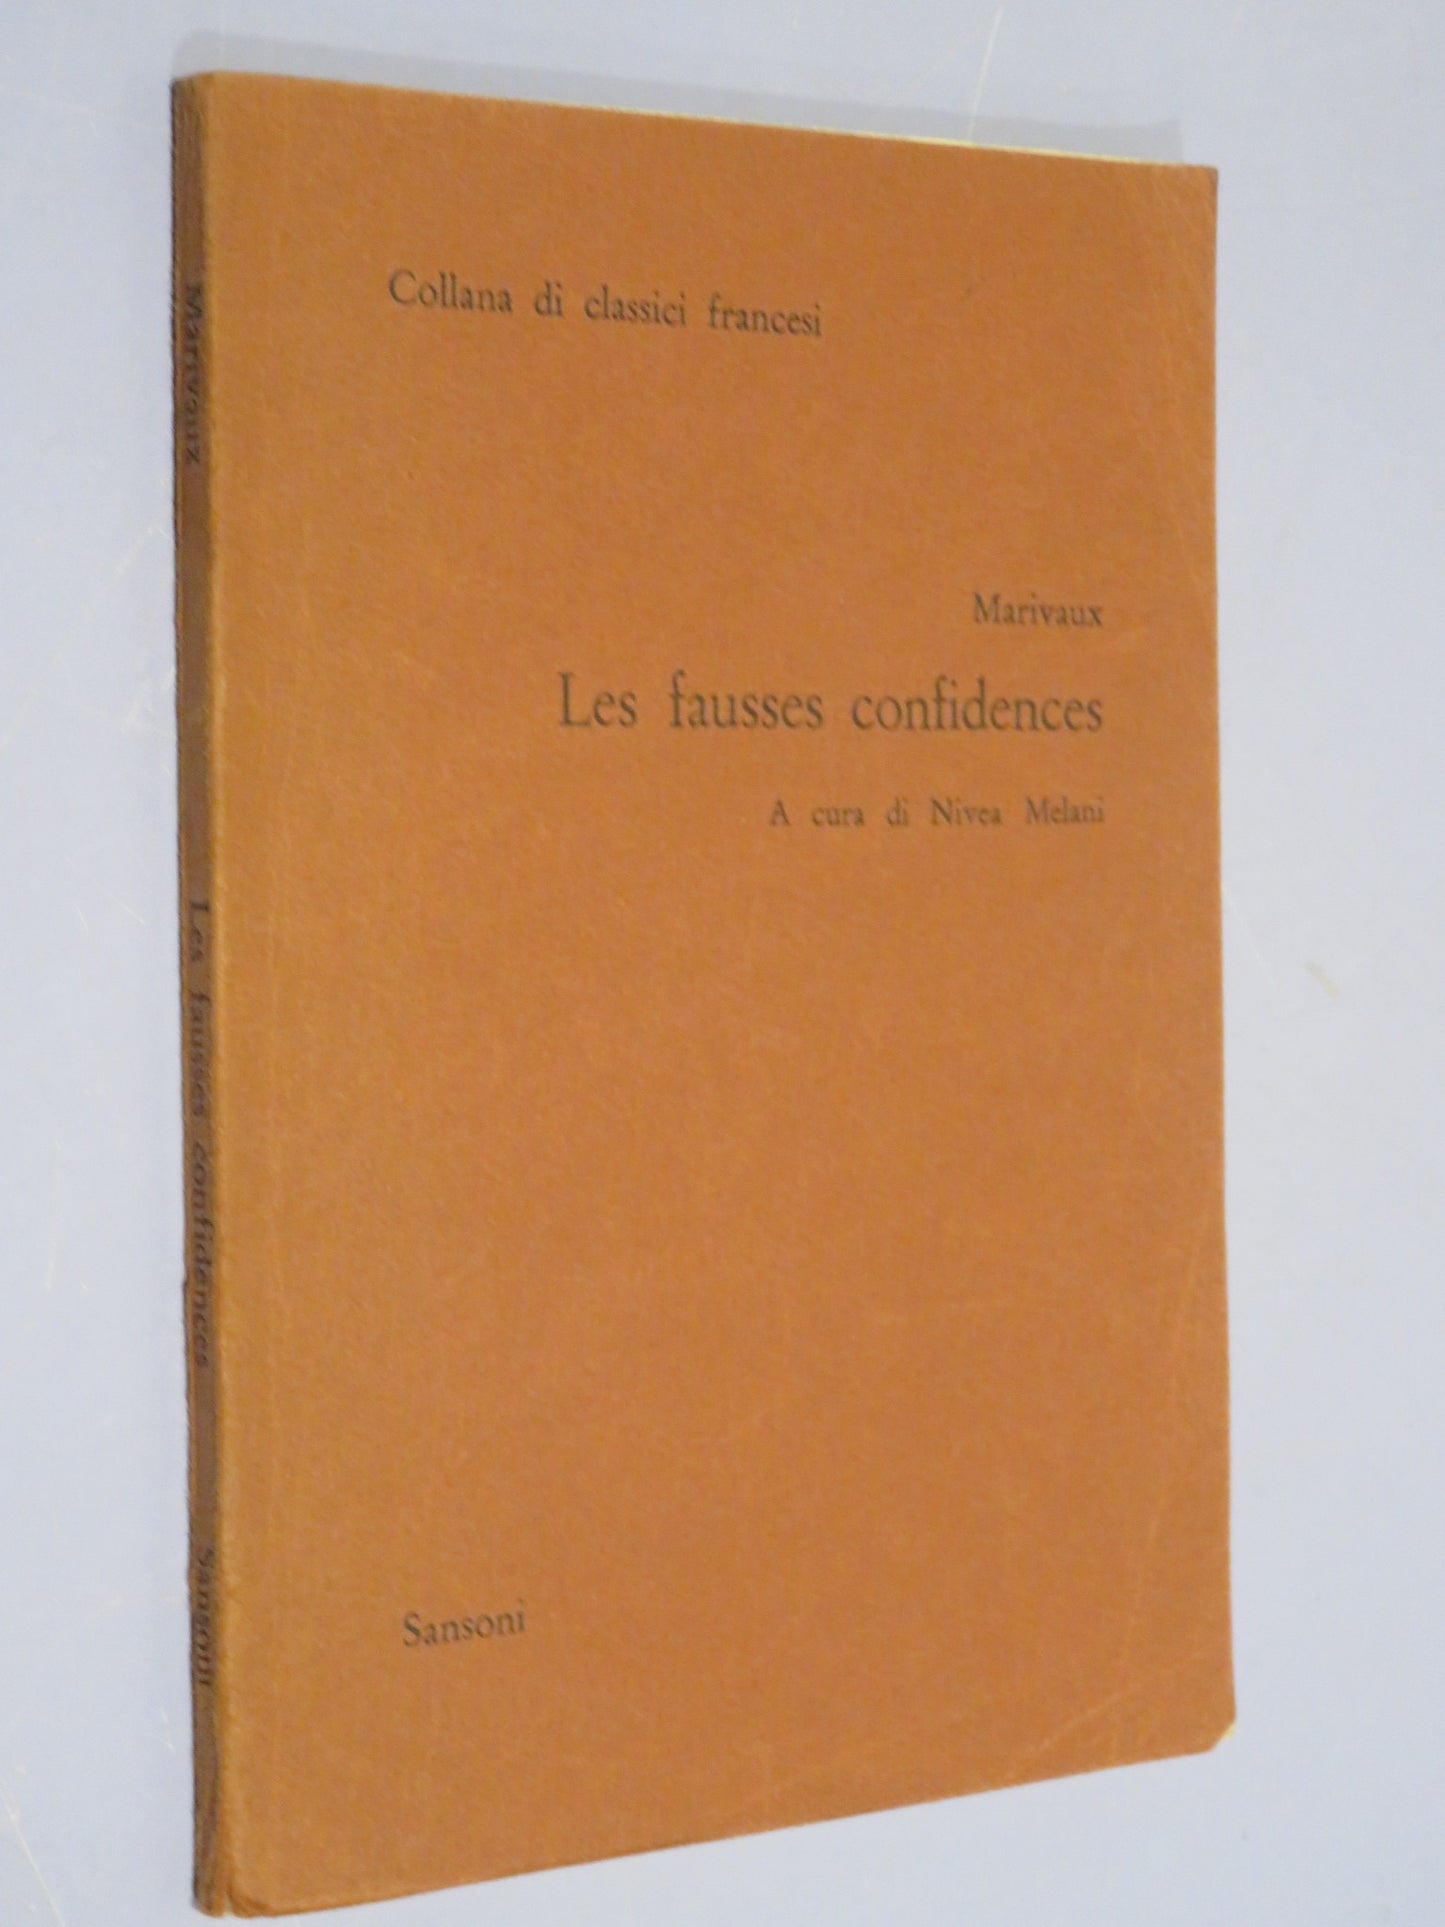 Collana di classici francesi
Marivaux
Les fausses confidences
A cura di Nivea Melani
Sansoni
Marivaux
Les fausses confidences
Sansoni